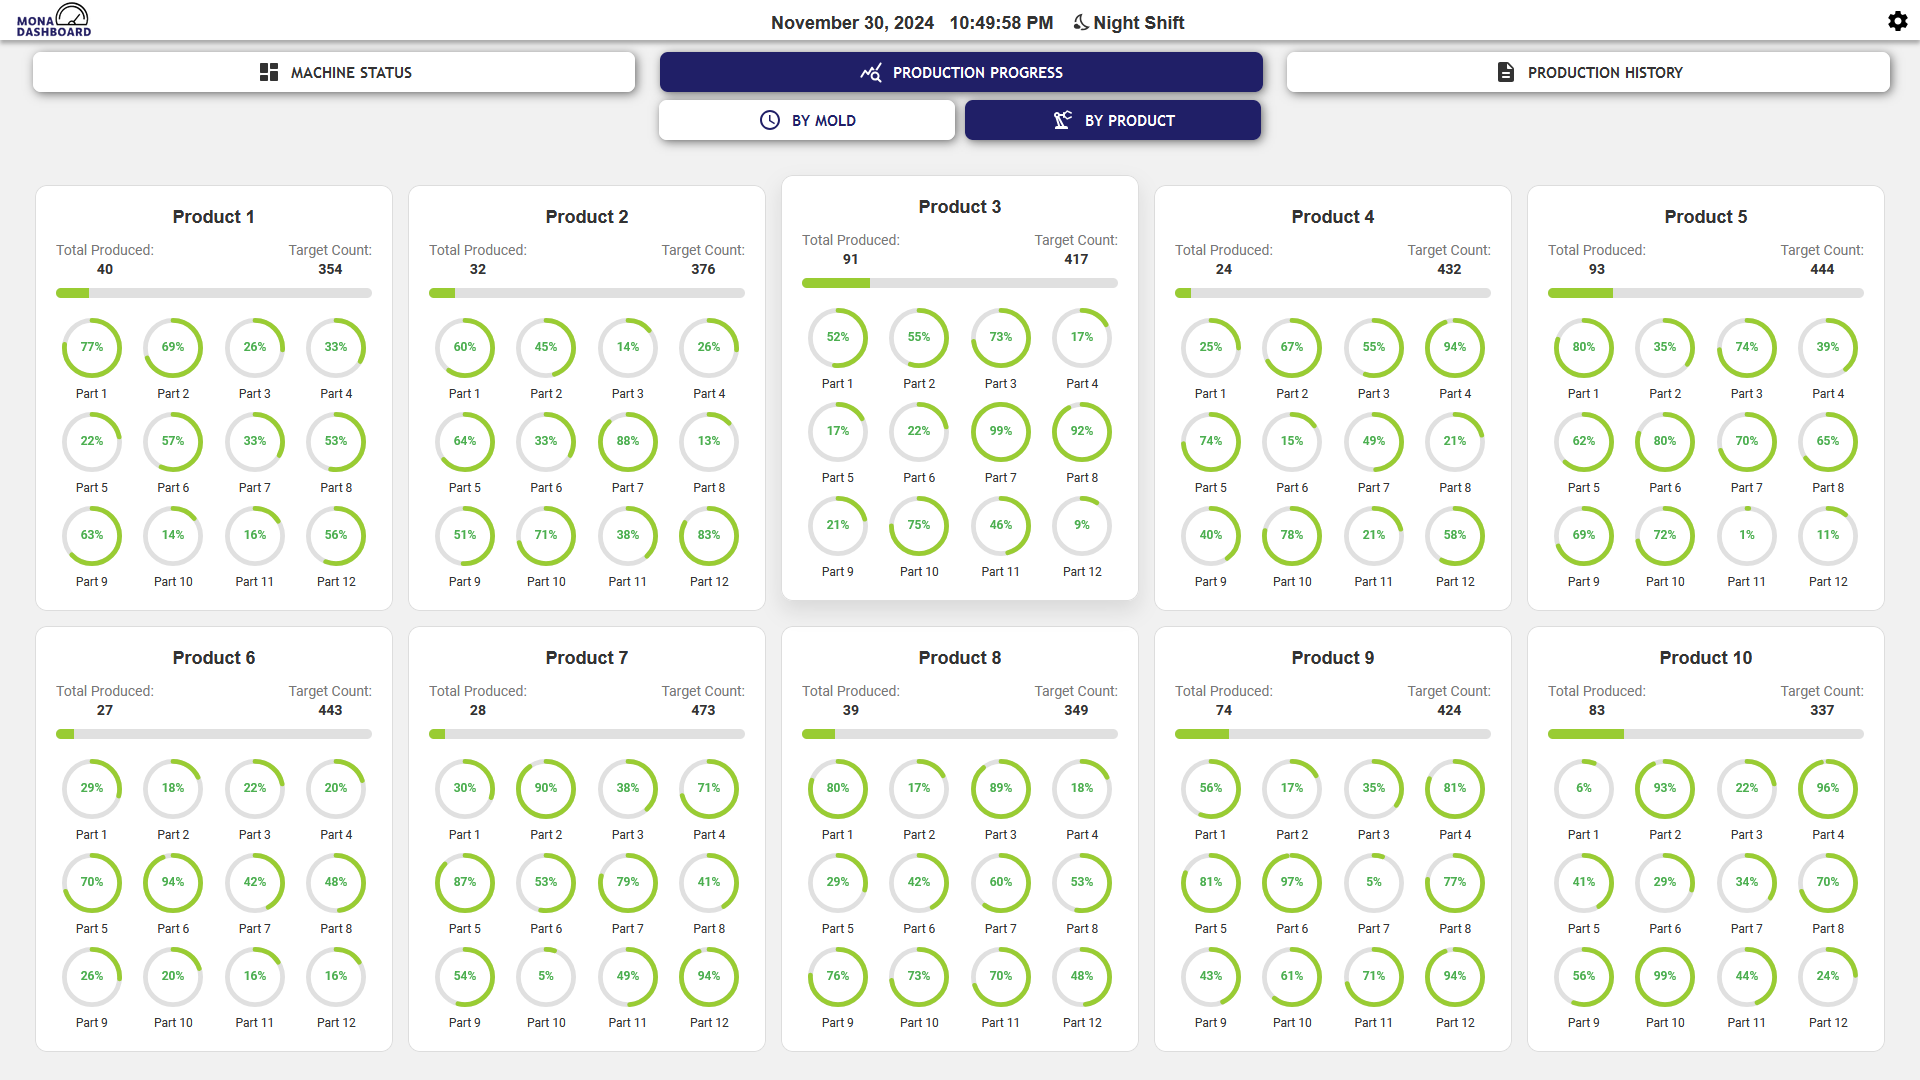 MONA
DASHBOARD
November 30, 2024 10:49:58 PM Night Shift
MACHINE STATUS
PRODUCTION PROGRESS
PRODUCTION HISTORY
BY MOLD
BY PRODUCT
Product 1
Total Produced: Target Count:
40 354
77% 69% 26% 33%
Part 1 Part 2 Part 3 Part 4
22% 57% 33% 53%
Part 5 Part 6 Part 7 Part 8
63% 14% 16% 56%
Part 9 Part 10 Part 11 Part 12
Product 2
Total Produced: Target Count:
32 376
60% 45% 14% 26%
Part 1 Part 2 Part 3 Part 4
64% 33% 88% 13%
Part 5 Part 6 Part 7 Part 8
51% 71% 38% 83%
Part 9 Part 10 Part 11 Part 12
Product 3
Total Produced: Target Count:
91 417
52% 55% 73% 17%
Part 1 Part 2 Part 3 Part 4
17% 22% 99% 92%
Part 5 Part 6 Part 7 Part 8
21% 75% 46% 9%
Part 9 Part 10 Part 11 Part 12
Product 4
Total Produced: Target Count:
24 432
25% 67% 55% 94%
Part 1 Part 2 Part 3 Part 4
74% 15% 49% 21%
Part 5 Part 6 Part 7 Part 8
40% 78% 21% 58%
Part 9 Part 10 Part 11 Part 12
Product 5
Total Produced: Target Count:
93 444
80% 35% 74% 39%
Part 1 Part 2 Part 3 Part 4
62% 80% 70% 65%
Part 5 Part 6 Part 7 Part 8
69% 72% 1% 11%
Part 9 Part 10 Part 11 Part 12
Product 6
Total Produced: Target Count:
27 443
29% 18% 22% 20%
Part 1 Part 2 Part 3 Part 4
70% 94% 42% 48%
Part 5 Part 6 Part 7 Part 8
26% 20% 16% 16%
Part 9 Part 10 Part 11 Part 12
Product 7
Total Produced: Target Count:
28 473
30% 90% 38% 71%
Part 1 Part 2 Part 3 Part 4
87% 53% 79% 41%
Part 5 Part 6 Part 7 Part 8
54% 5% 49% 94%
Part 9 Part 10 Part 11 Part 12
Product 8
Total Produced: Target Count:
39 349
80% 17% 89% 18%
Part 1 Part 2 Part 3 Part 4
29% 42% 60% 53%
Part 5 Part 6 Part 7 Part 8
76% 73% 70% 48%
Part 9 Part 10 Part 11 Part 12
Product 9
Total Produced: Target Count:
74 424
56% 17% 35% 81%
Part 1 Part 2 Part 3 Part 4
81% 97% 5% 77%
Part 5 Part 6 Part 7 Part 8
43% 61% 71% 94%
Part 9 Part 10 Part 11 Part 12
Product 10
Total Produced: Target Count:
83 337
6% 93% 22% 96%
Part 1 Part 2 Part 3 Part 4
41% 29% 34% 70%
Part 5 Part 6 Part 7 Part 8
56% 99% 44% 24%
Part 9 Part 10 Part 11 Part 12